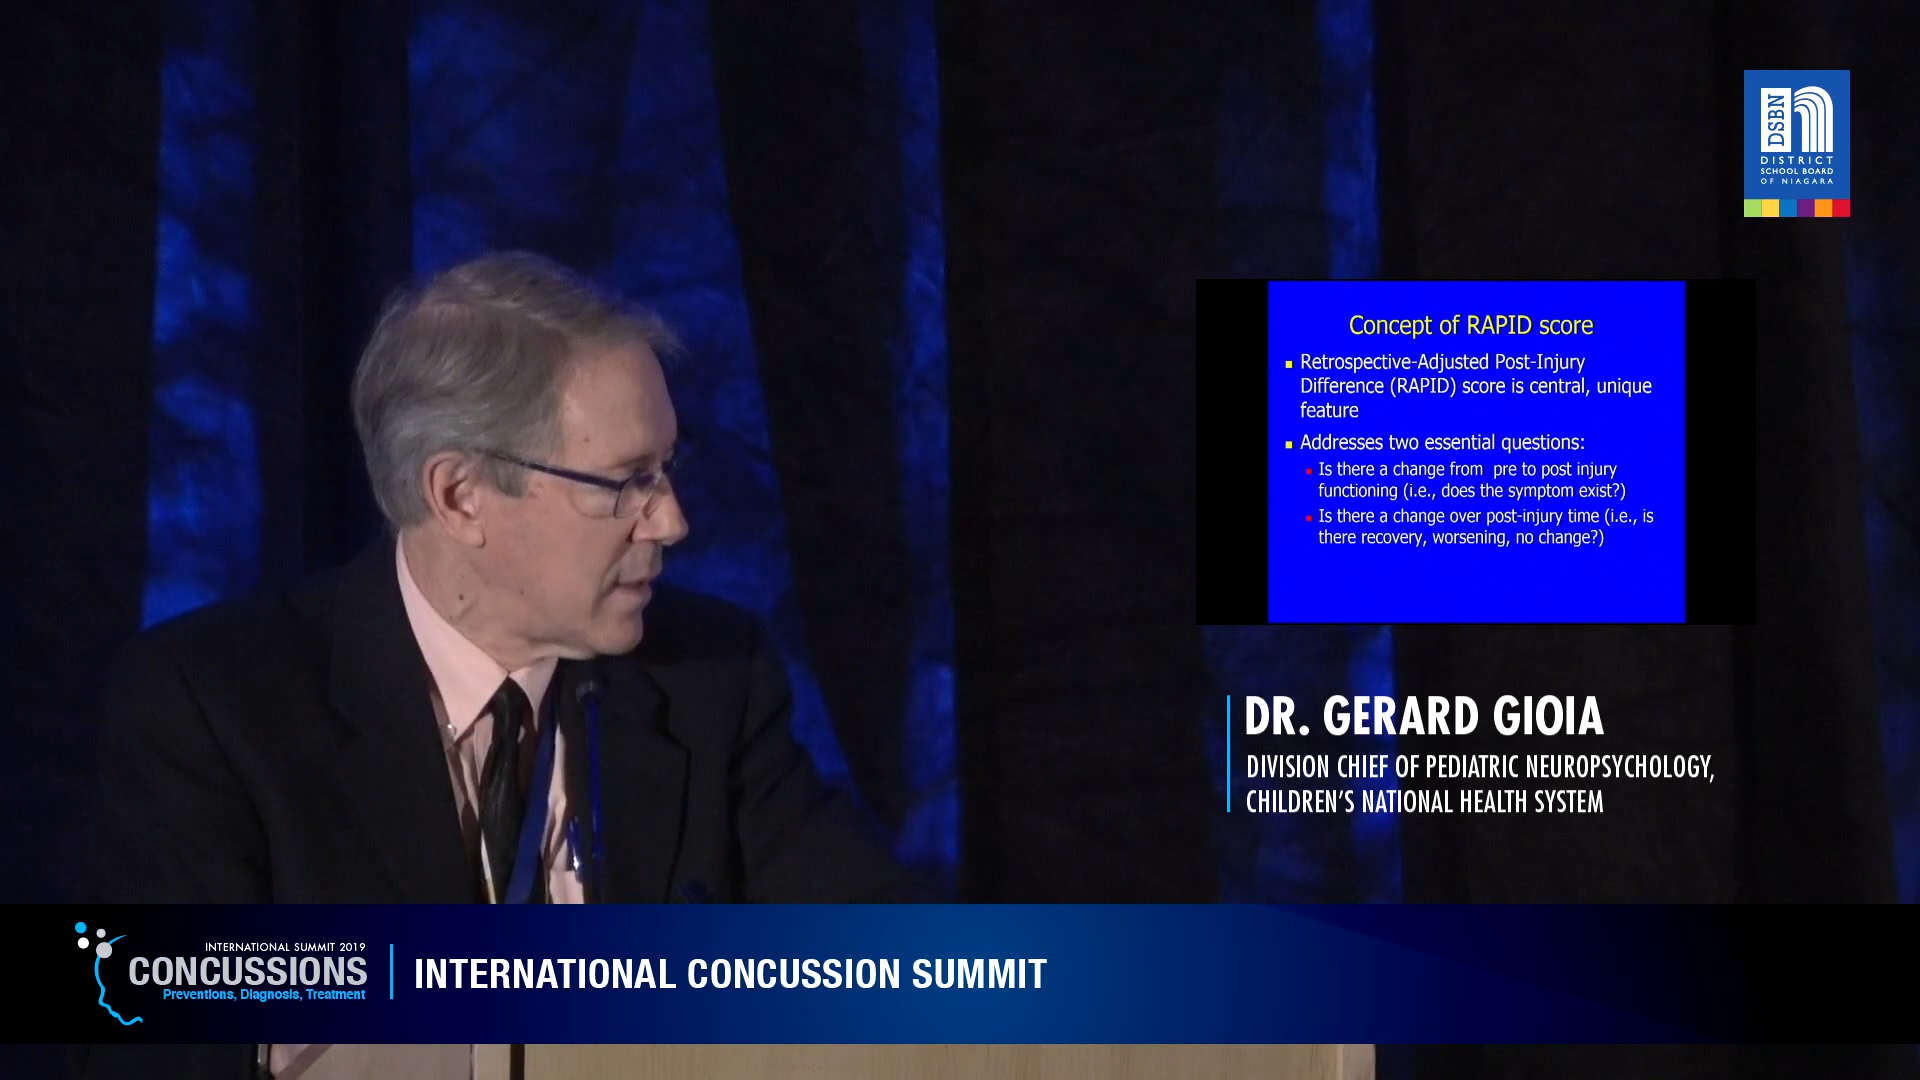 DSBN
DISTRICT
SCHOOL BOARD
OF NIAGARA
Concept of RAPID score
Retrospective-Adjusted Post-Injury
Difference (RAPID) score is central, unique
feature
Addresses two essential questions:
Is there a change from pre to post injury
functioning (i.e., does the symptom exist?)
Is there a change over post-injury time (i.e., is
there recovery, worsening, no change?)
DR. GERARD GIOIA
DIVISION CHIEF OF PEDIATRIC NEUROPSYCHOLOGY,
CHILDREN'S NATIONAL HEALTH SYSTEM
INTERNATIONAL SUMMIT 2019
CONCUSSIONS
Preventions, Diagnosis, Treatment
INTERNATIONAL CONCUSSION SUMMIT